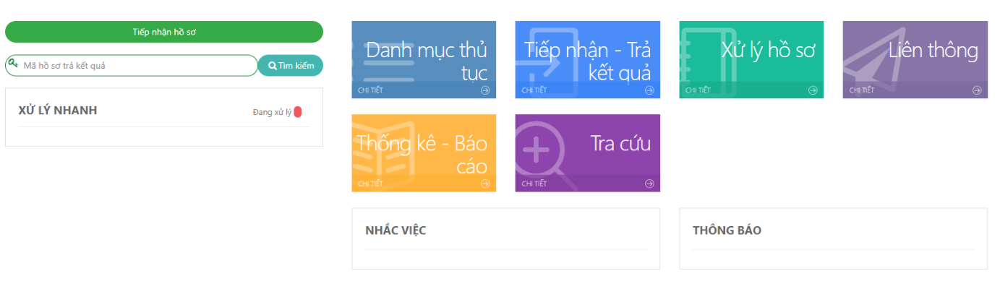 Tiếp nhận hồ sơ
Mã hồ sơ trả kết quả
Tìm kiếm
XỬ LÝ NHANH
Đang xử lý
Danh mục thủ
tục
CHI TIẾT
Tiếp nhận - Trả
kết quả
CHI TIẾT
Xử lý hồ sơ
CHI TIẾT
Liên thông
CHI TIẾT
Thống kê - Báo
cáo
CHI TIẾT
Tra cứu
CHI TIẾT
NHẮC VIỆC
THÔNG BÁO